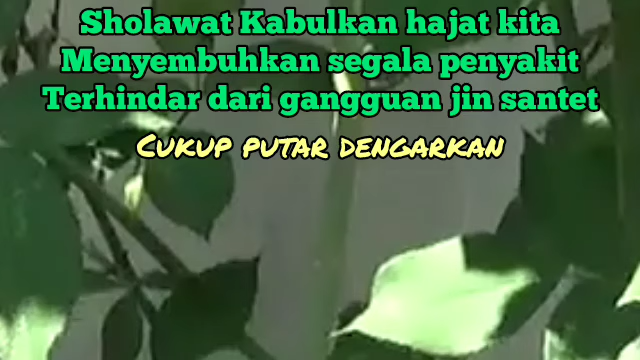 Sholawat Kabulkan hajat kita
Menyembuhkan segala penyakit
Terhindar dari gangguan jin santet
Cukup putar dengarkan